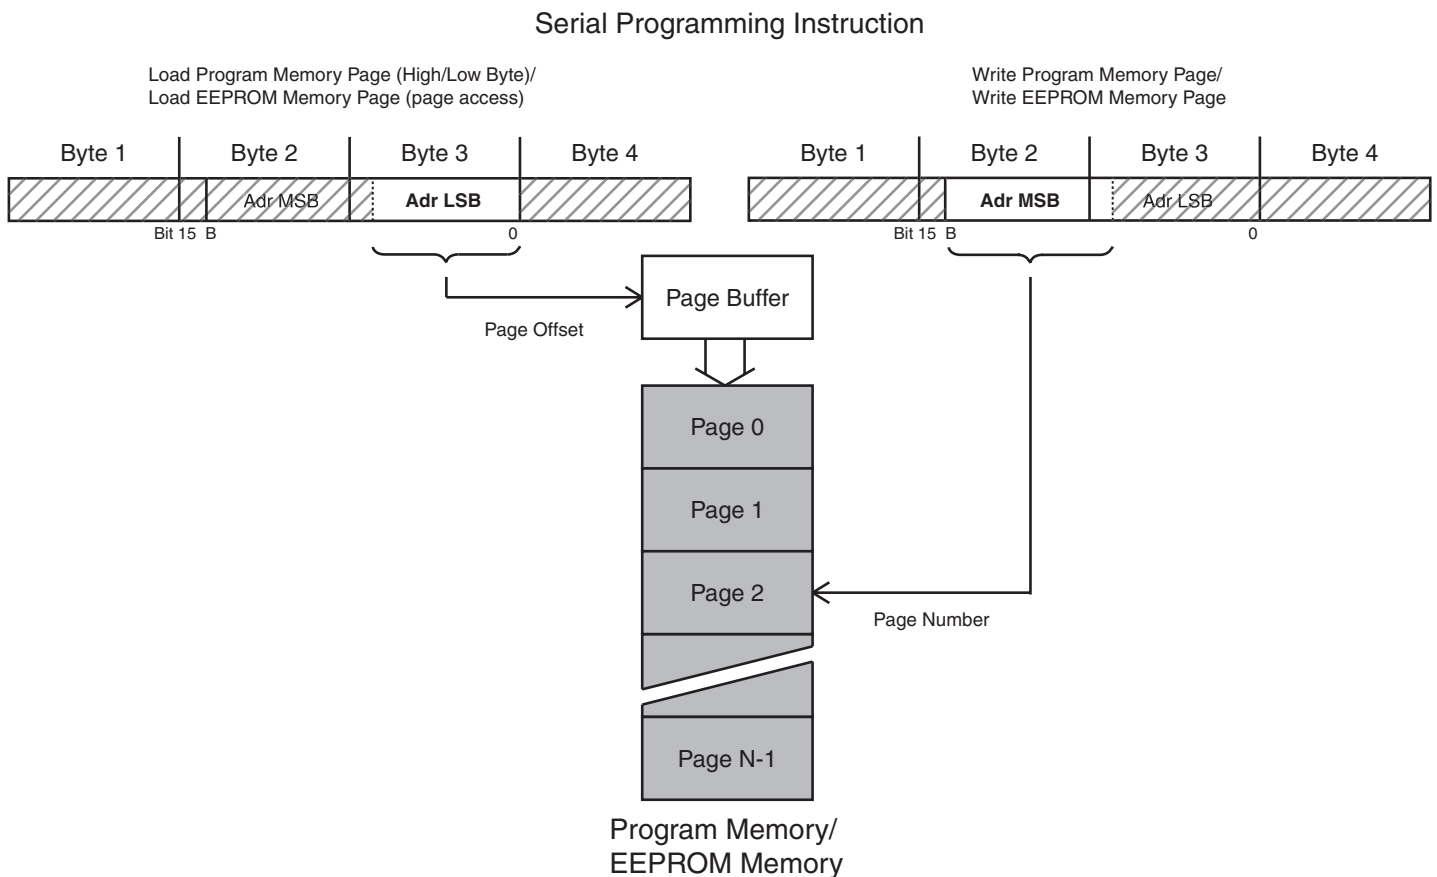 Serial Programming Instruction
Load Program Memory Page (High/Low Byte)/
Load EEPROM Memory Page (page access)
Write Program Memory Page/
Write EEPROM Memory Page
Byte 1 Byte 2 Byte 3 Byte 4
Byte 1 Byte 2 Byte 3 Byte 4
Adr MSB Adr LSB
Adr MSB Adr LSB
Bit 15 B 0
Bit 15 B 0
Page Buffer
Page Offset
Page 0
Page 1
Page 2
Page Number
Page N-1
Program Memory/
EEPROM Memory